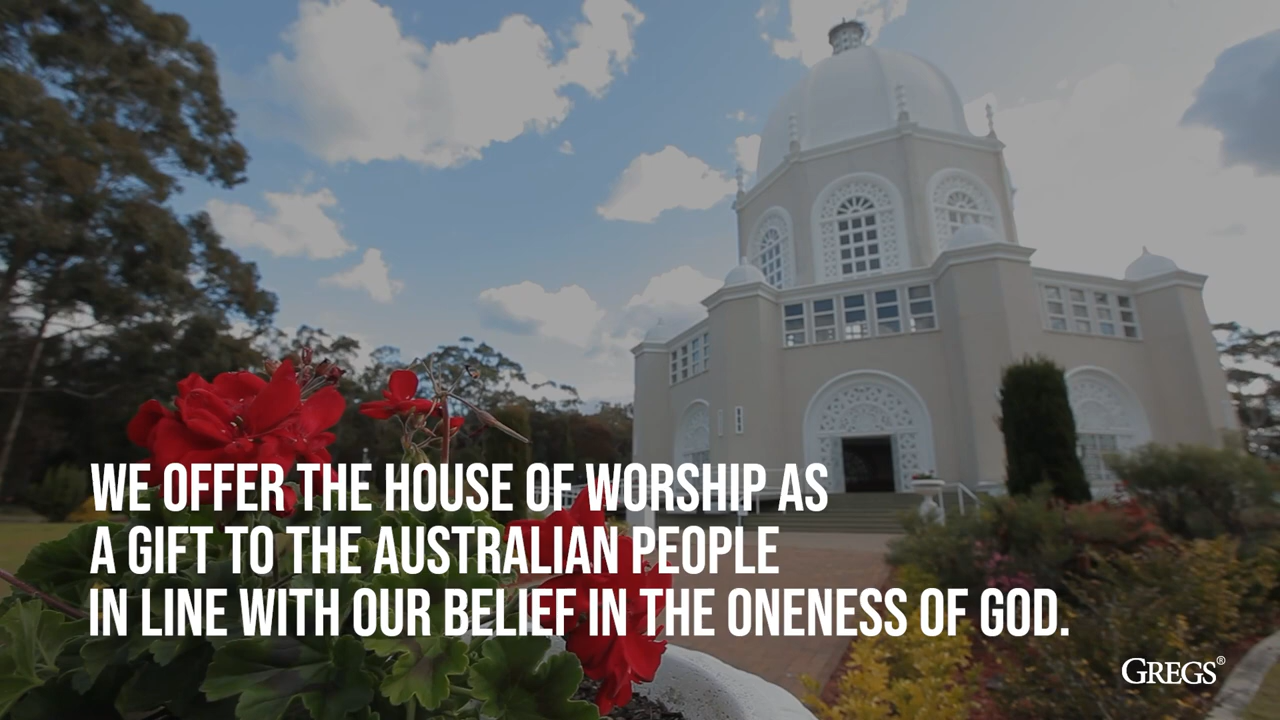 WE OFFER THE HOUSE OF WORSHIP AS
A GIFT TO THE AUSTRALIAN PEOPLE
IN LINE WITH OUR BELIEF IN THE ONENESS OF GOD.
GREGS®